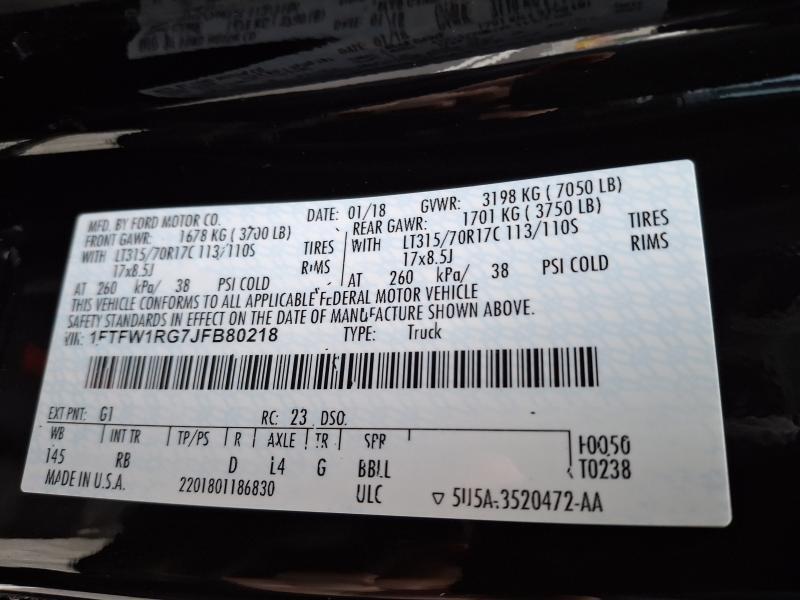 MFD. BY FORD MOTOR CO. DATE: 01/18 GVWR: 3198 KG ( 7050 LB)
FRONT GAWR: 1678 KG ( 3700 LB) REAR GAWR: 1701 KG ( 3750 LB)
WITH LT315/70R17C 113/110S TIRES WITH LT315/70R17C 113/110S TIRES
17x8.5J RIMS 17x8.5J RIMS
AT 260 kPa/ 38 PSI COLD AT 260 kPa/ 38 PSI COLD
THIS VEHICLE CONFORMS TO ALL APPLICABLE FEDERAL MOTOR VEHICLE
SAFETY STANDARDS IN EFFECT ON THE DATE OF MANUFACTURE SHOWN ABOVE.
VIN: 1FTFW1RG7JFB80218 TYPE: Truck
EXT PNT: G1 RC: 23 DSO:
WB INT TR TP/PS R AXLE TR SPR
145 RB D L4 G BBLL T0238
MADE IN U.S.A. 2201801186830 ULC ▽ 5U5A-3520472-AA